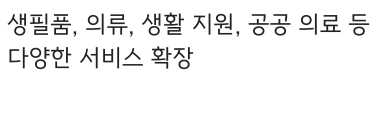 생필품, 의류, 생활 지원, 공공 의료 등
다양한 서비스 확장